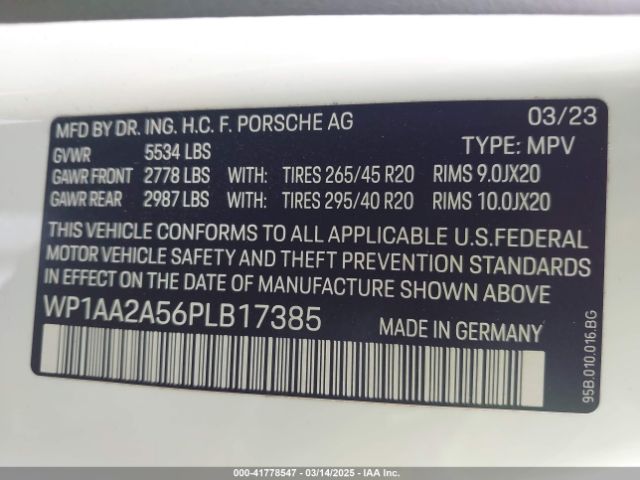 MFD BY DR. ING. H.C. F. PORSCHE AG 03/23
GVWR 5534 LBS TYPE: MPV
GAWR FRONT 2778 LBS WITH: TIRES 265/45 R20 RIMS 9.0JX20
GAWR REAR 2987 LBS WITH: TIRES 295/40 R20 RIMS 10.0JX20
THIS VEHICLE CONFORMS TO ALL APPLICABLE U.S.FEDERAL
MOTOR VEHICLE SAFETY AND THEFT PREVENTION STANDARDS
IN EFFECT ON THE DATE OF MANUFACTURE SHOWN ABOVE.
WP1AA2A56PLB17385 MADE IN GERMANY
95B.010.016.BG
000-41778547 03/14/2025 IAA VEHICLES